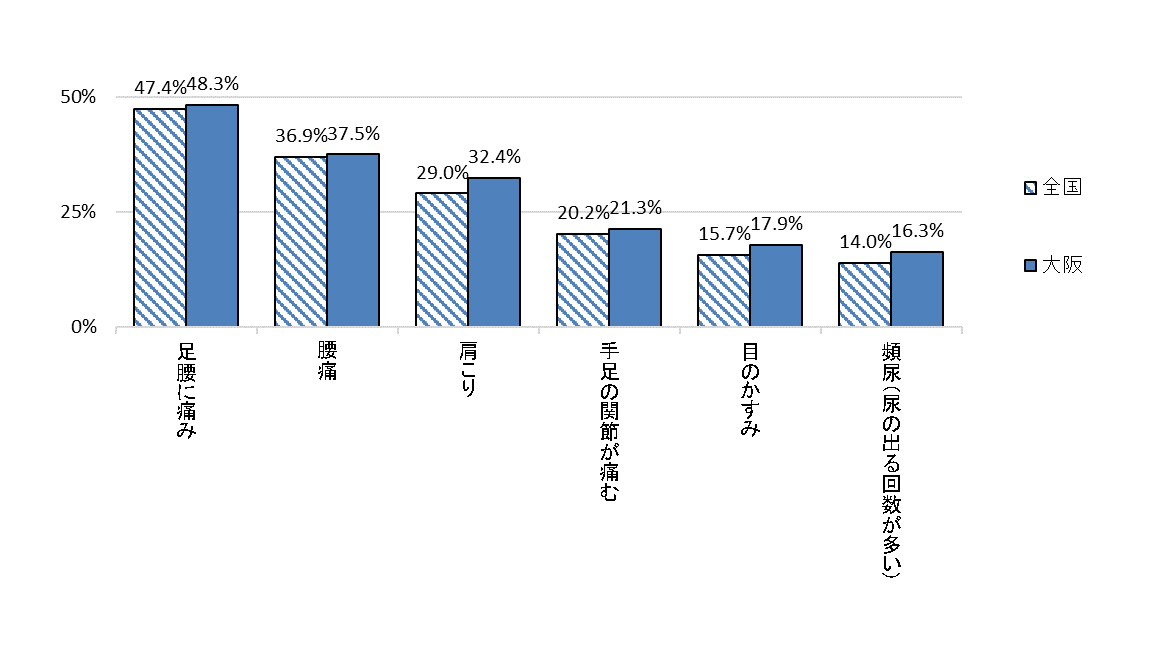 47.4%
48.3%
36.9%
37.5%
29.0%
32.4%
20.2%
21.3%
15.7%
17.9%
14.0%
16.3%
50%
25%
0%
足腰に痛み
腰痛
肩こり
手足の関節が痛む
目のかすみ
頻尿（尿の出る回数が多い）
全国
大阪